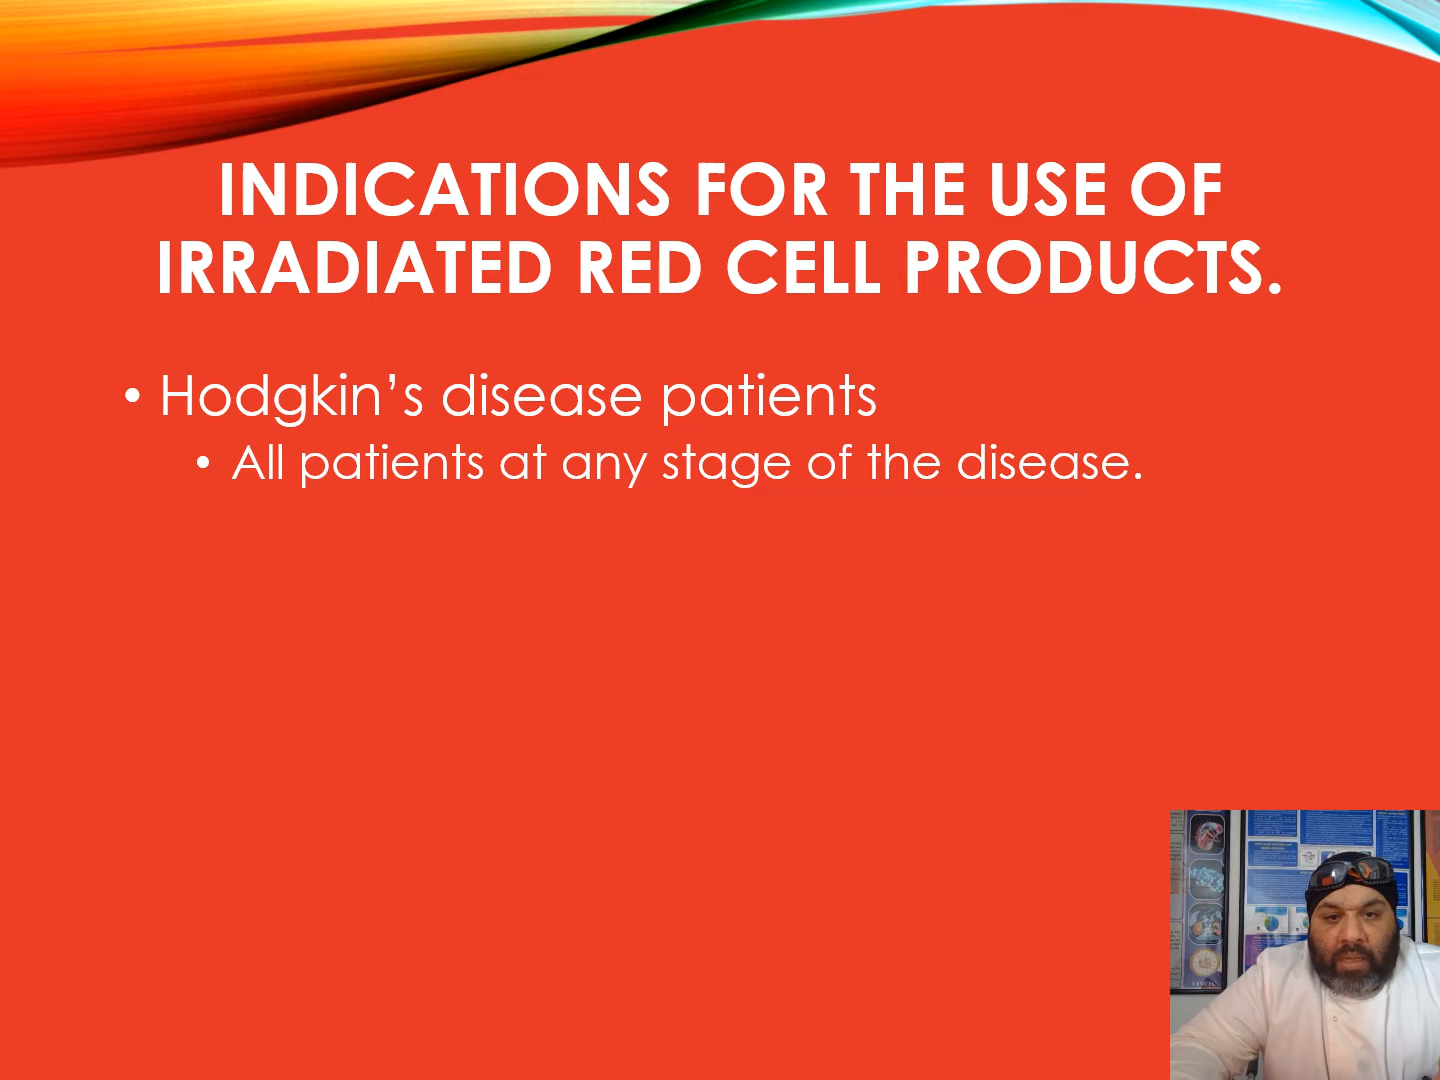 INDICATIONS FOR THE USE OF
IRRADIATED RED CELL PRODUCTS.
• Hodgkin’s disease patients
• All patients at any stage of the disease.